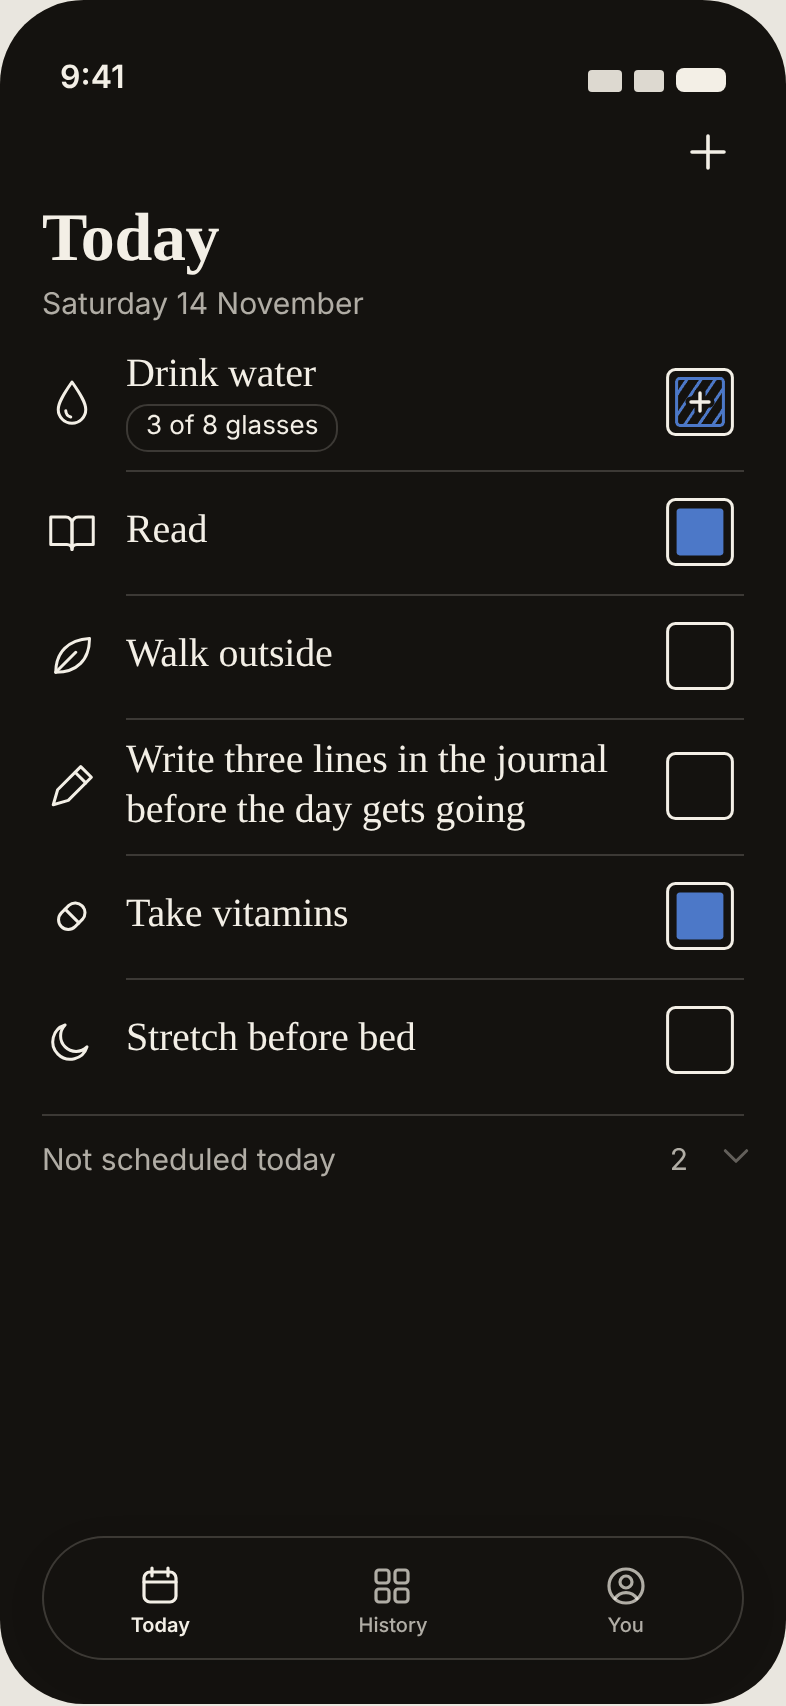 9:41
Today
Saturday 14 November
Drink water
3 of 8 glasses
Read
Walk outside
Write three lines in the journal
before the day gets going
Take vitamins
Stretch before bed
Not scheduled today 2
Today History You